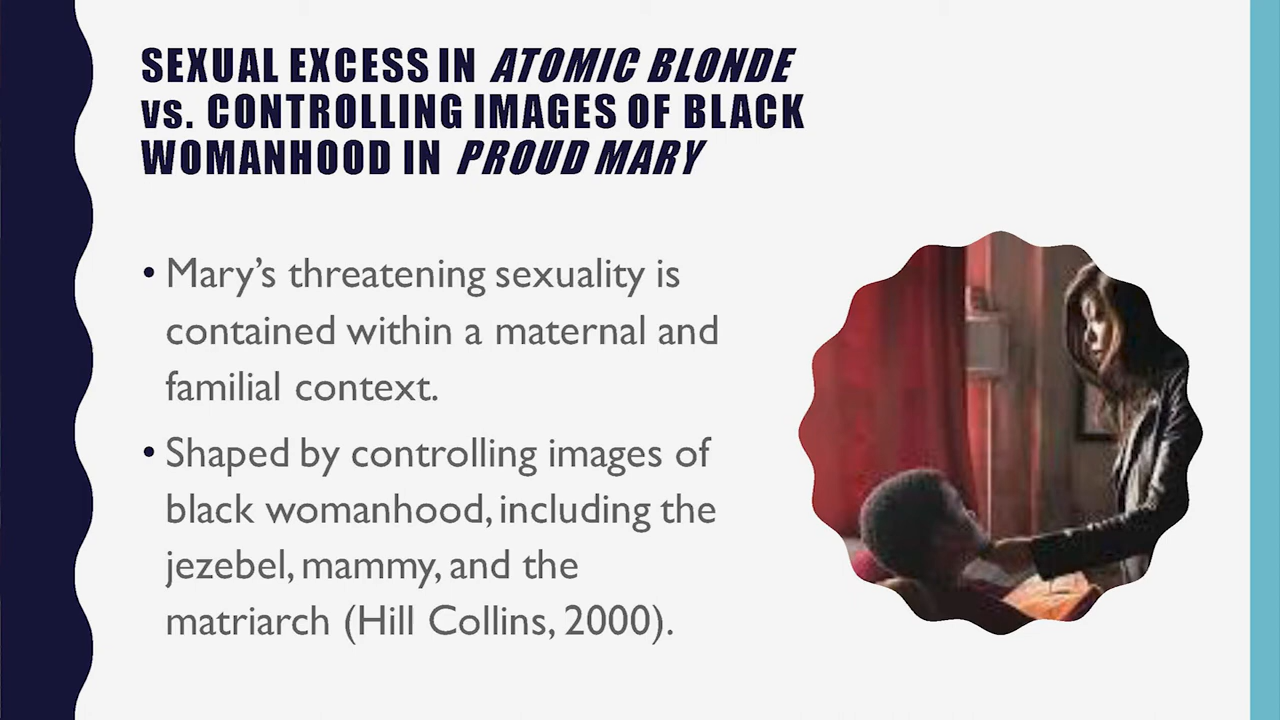 SEXUAL EXCESS IN ATOMIC BLONDE
vs. CONTROLLING IMAGES OF BLACK
WOMANHOOD IN PROUD MARY
• Mary’s threatening sexuality is
contained within a maternal and
familial context.
• Shaped by controlling images of
black womanhood, including the
jezebel, mammy, and the
matriarch (Hill Collins, 2000).